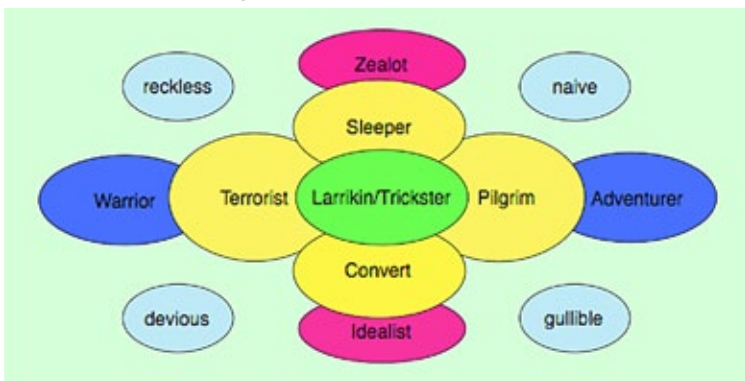 Zealot
reckless
naive
Sleeper
Warrior
Terrorist
Larrikin/Trickster
Pilgrim
Adventurer
Convert
devious
gullible
Idealist